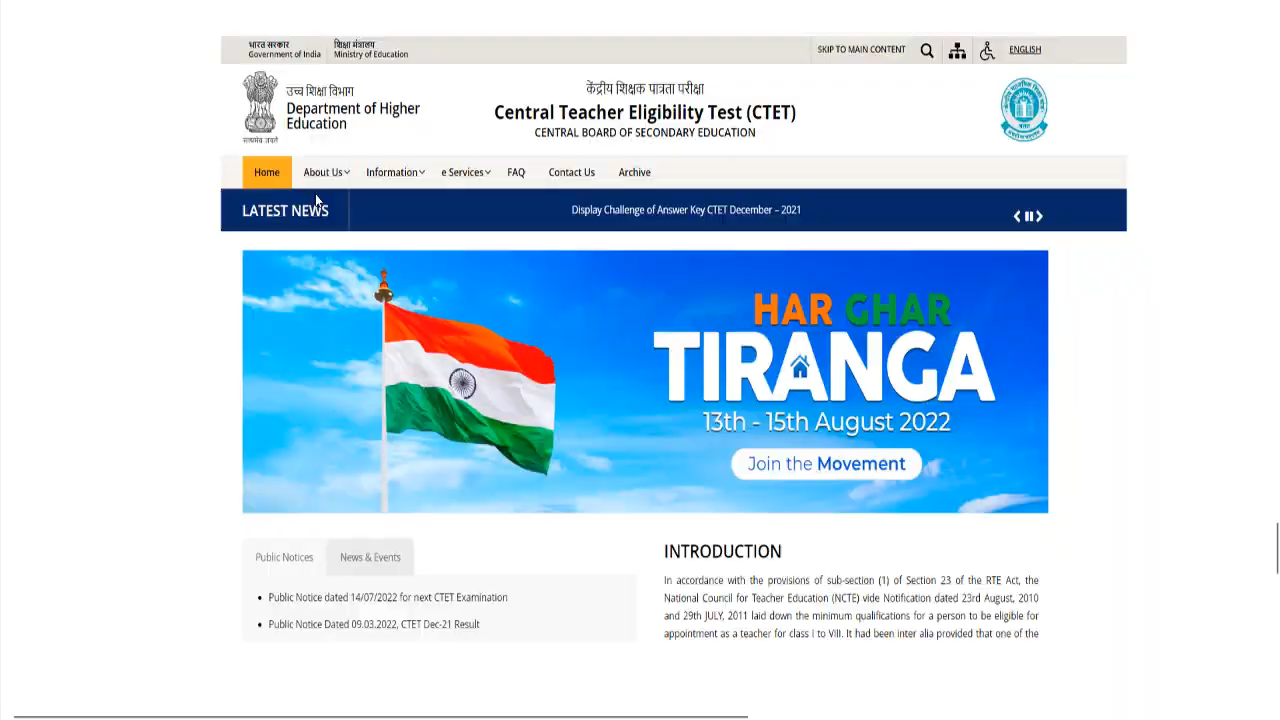 भारत सरकार
Government of India
शिक्षा मंत्रालय
Ministry of Education
SKIP TO MAIN CONTENT
ENGLISH
सत्यमेव जयते
उच्च शिक्षा विभाग
Department of Higher
Education
केंद्रीय शिक्षक पात्रता परीक्षा
Central Teacher Eligibility Test (CTET)
CENTRAL BOARD OF SECONDARY EDUCATION
Home
About Us
Information
e Services
FAQ
Contact Us
Archive
LATEST NEWS
Display Challenge of Answer Key CTET December – 2021
HAR GHAR
TIRANGA
13th - 15th August 2022
Join the Movement
Public Notices
News & Events
Public Notice dated 14/07/2022 for next CTET Examination
Public Notice Dated 09.03.2022, CTET Dec-21 Result
INTRODUCTION
In accordance with the provisions of sub-section (1) of Section 23 of the RTE Act, the
National Council for Teacher Education (NCTE) vide Notification dated 23rd August, 2010
and 29th JULY, 2011 laid down the minimum qualifications for a person to be eligible for
appointment as a teacher for class I to VIII. It had been inter alia provided that one of the